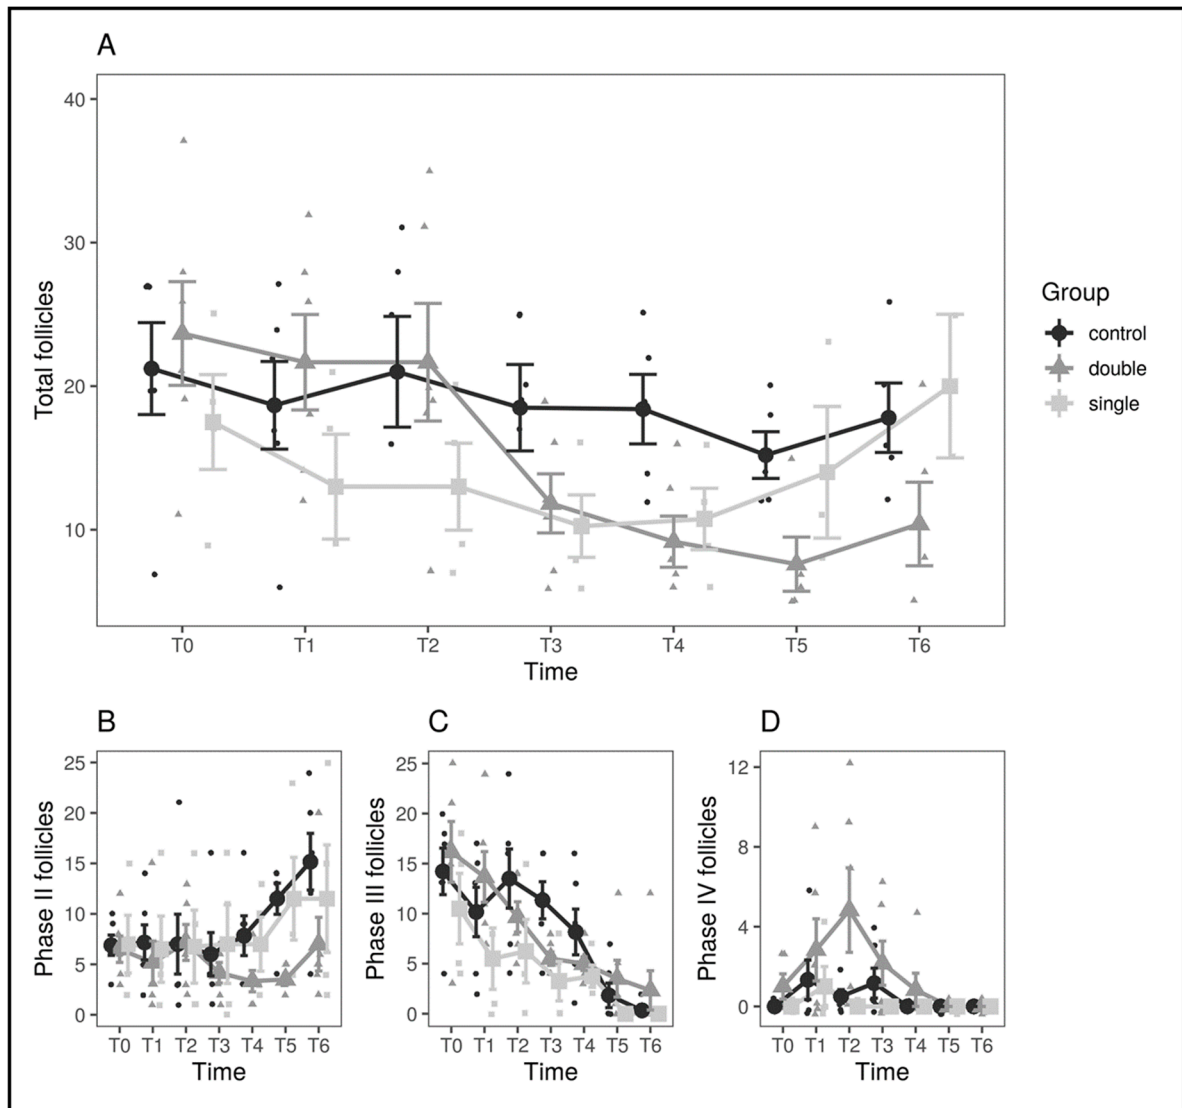 A
Total follicles
40
30
20
10
T0 T1 T2 T3 T4 T5 T6
Time
Group
control
double
single
B
Phase II follicles
25
20
15
10
5
0
T0 T1 T2 T3 T4 T5 T6
Time
C
Phase III follicles
25
20
15
10
5
0
T0 T1 T2 T3 T4 T5 T6
Time
D
Phase IV follicles
12
8
4
0
T0 T1 T2 T3 T4 T5 T6
Time